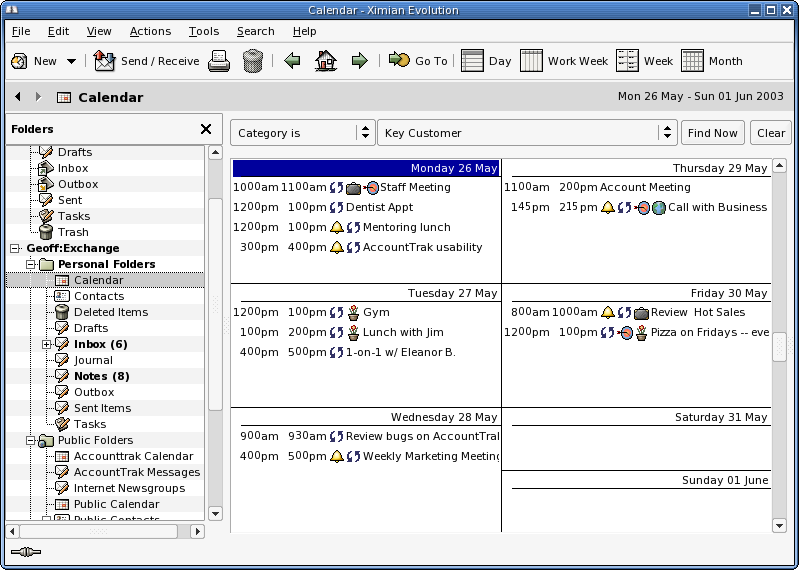 Calendar - Ximian Evolution
File Edit View Actions Tools Search Help
New Send / Receive Go To Day Work Week Week Month
Calendar Mon 26 May - Sun 01 Jun 2003
Folders
Category is Key Customer Find Now Clear
Drafts
Inbox
Outbox
Sent
Tasks
Trash
Geoff:Exchange
Personal Folders
Calendar
Contacts
Deleted Items
Drafts
Inbox (6)
Journal
Notes (8)
Outbox
Sent Items
Tasks
Public Folders
Accounttrak Calendar
AccountTrak Messages
Internet Newsgroups
Public Calendar
Public Contacts
Monday 26 May
1000am 1100am Staff Meeting
1200pm 100pm Dentist Appt
1200pm 100pm Mentoring lunch
300pm 400pm AccountTrak usability
Tuesday 27 May
1200pm 100pm Gym
100pm 200pm Lunch with Jim
400pm 500pm 1-on-1 w/ Eleanor B.
Wednesday 28 May
900am 930am Review bugs on AccountTral
400pm 500pm Weekly Marketing Meeting
Thursday 29 May
1100am 200pm Account Meeting
145pm 215pm Call with Business
Friday 30 May
800am 1000am Review Hot Sales
1200pm 100pm Pizza on Fridays -- eve
Saturday 31 May
Sunday 01 June